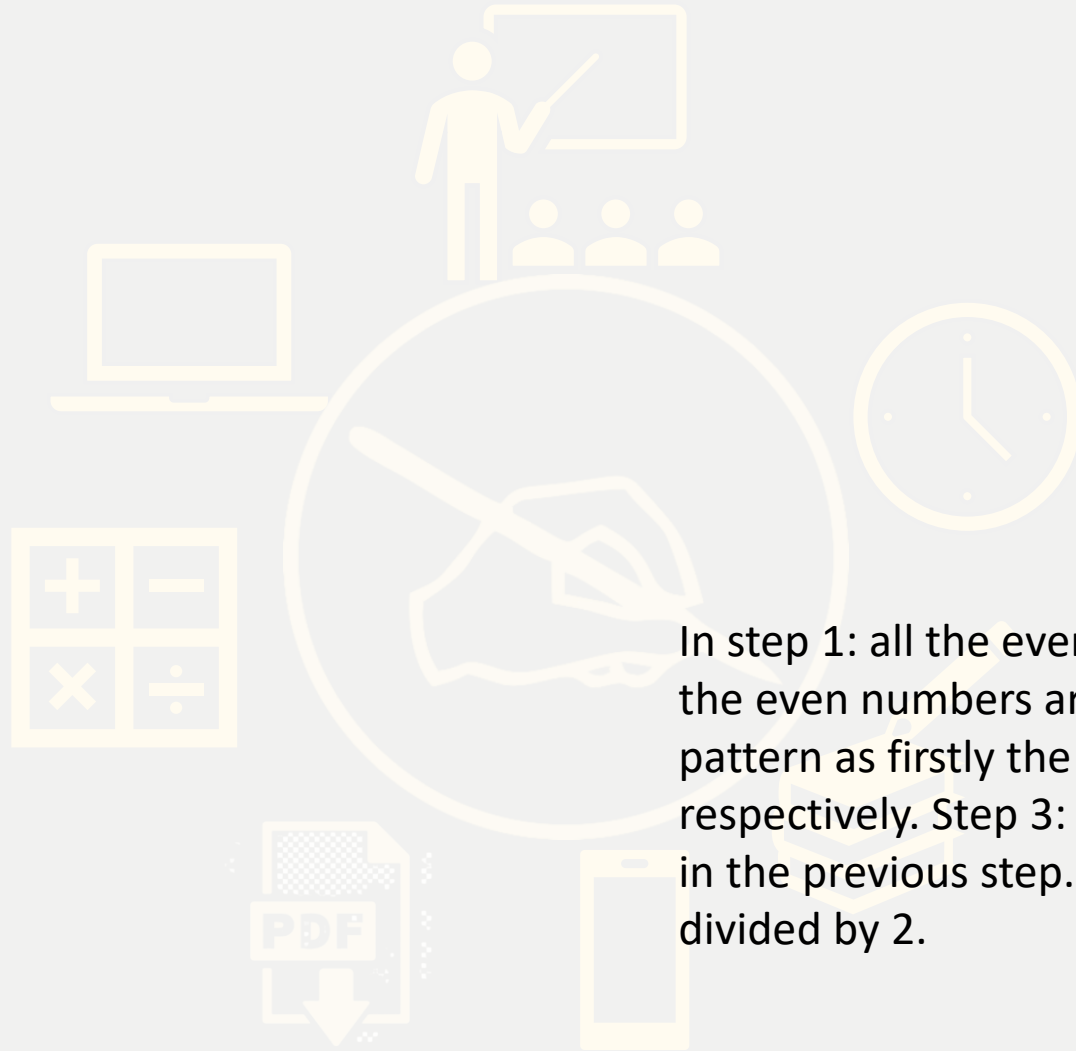 In step 1: all the even
the even numbers ar
pattern as firstly the
respectively. Step 3:
in the previous step.
divided by 2.
PDF